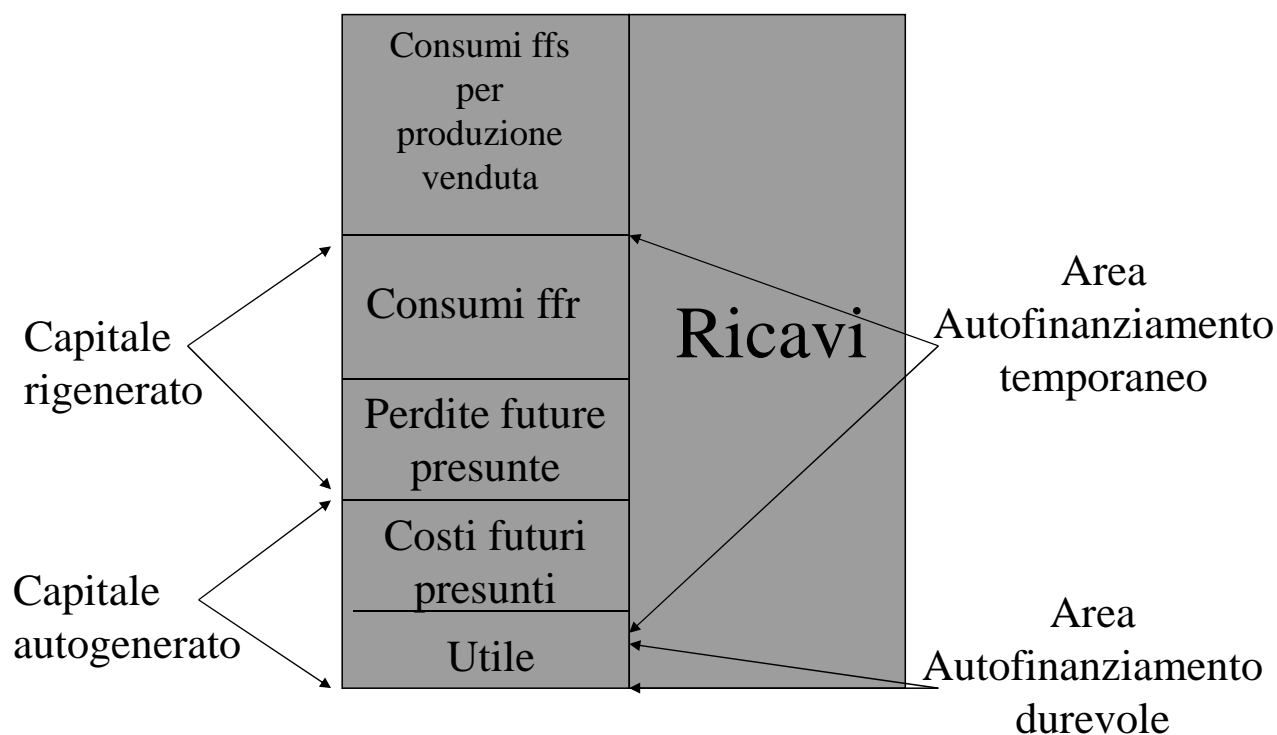 Consumi ffs
per
produzione
venduta
Consumi ffr
Perdite future
presunte
Costi futuri
presunti
Utile
Ricavi
Capitale
rigenerato
Capitale
autogenerato
Area
Autofinanziamento
temporaneo
Area
Autofinanziamento
durevole